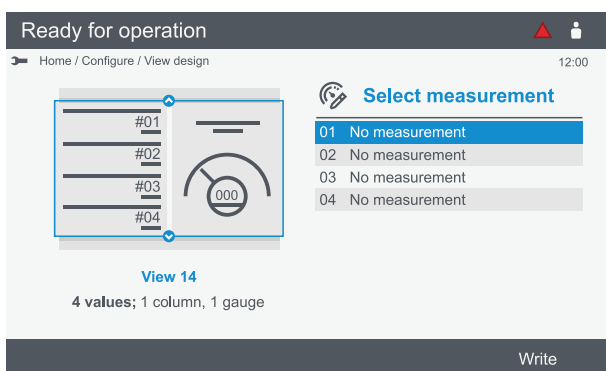 Ready for operation
Home / Configure / View design
12:00
#01
#02
#03
#04
000
View 14
4 values; 1 column, 1 gauge
Select measurement
01 No measurement
02 No measurement
03 No measurement
04 No measurement
Write